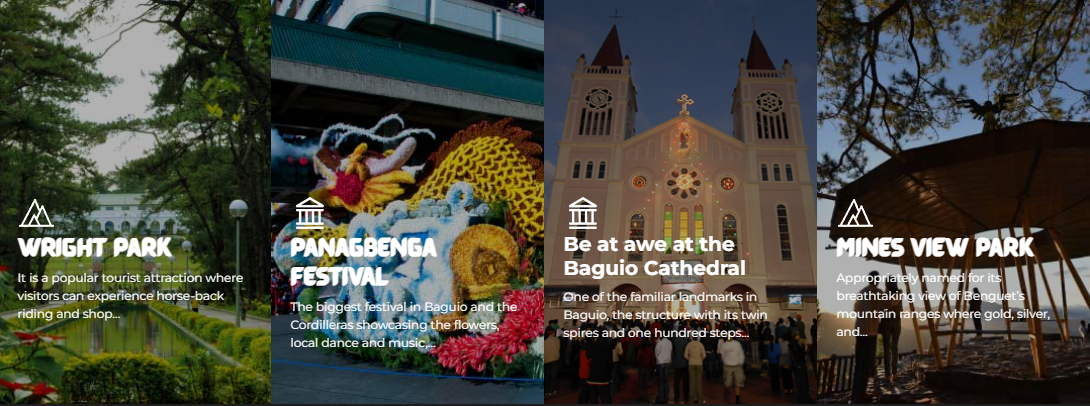 WRIGHT PARK
It is a popular tourist attraction where
visitors can experience horse-back
riding and shop...
PANAGBENGA
FESTIVAL
The biggest festival in Baguio and the
Cordilleras showcasing the flowers,
local dance and music,...
Be at awe at the
Baguio Cathedral
One of the familiar landmarks in
Baguio, the structure with its twin
spires and one hundred steps...
MINES VIEW PARK
Appropriately named for its
breathtaking view of Benguet's
mountain ranges where gold, silver,
and...